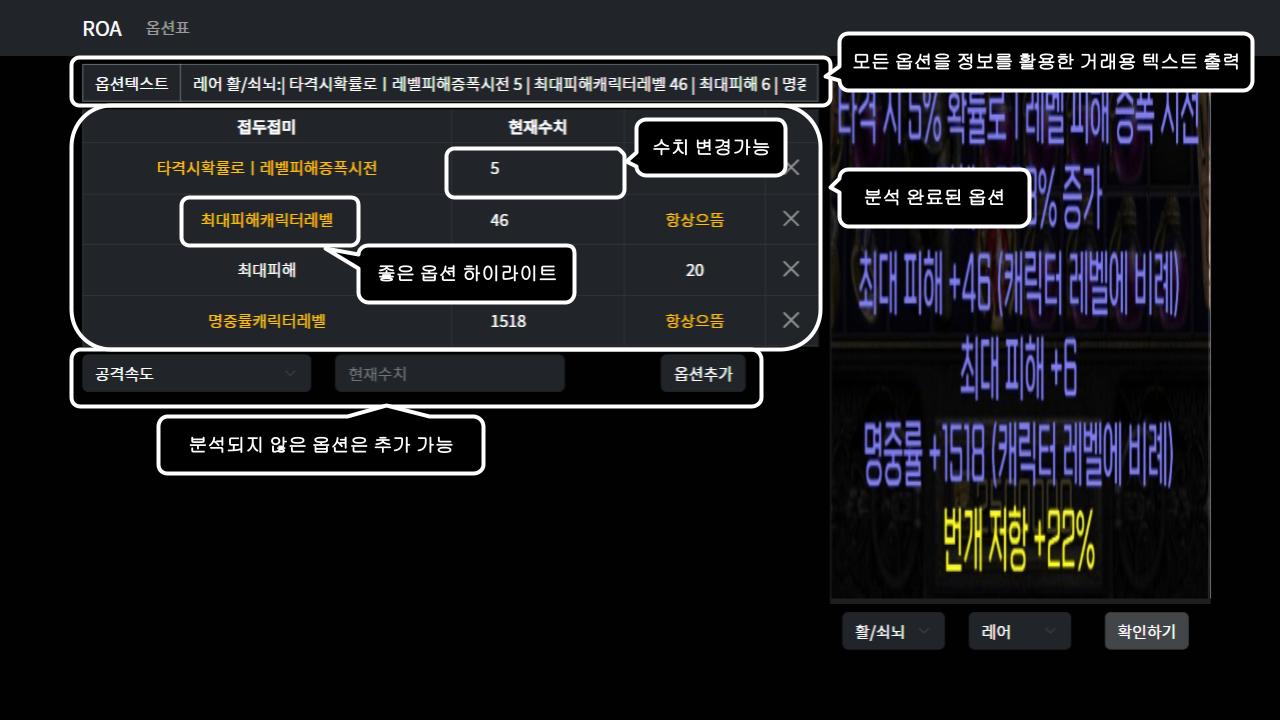 ROA 옵션표
모든 옵션을 정보를 활용한 거래용 텍스트 출력
옵션텍스트 레어 활/쇠뇌:| 타격시확률로 | 레벨피해증폭시전 5 | 최대피해캐릭터레벨 46 | 최대피해 6 | 명중
접두접미 현재수치
타격 시 5% 확률로 1 레벨 피해 증폭 시전
수치 변경가능
타격시확률로 | 레벨피해증폭시전 5
분석 완료된 옵션
% 증가
최대피해캐릭터레벨 46 항상으뜸
좋은 옵션 하이라이트
최대피해 20
최대 피해 +46 (캐릭터 레벨에 비례)
명중률캐릭터레벨 1518 항상으뜸
최대 피해 +6
공격속도 현재수치 옵션추가
분석되지 않은 옵션은 추가 가능
명중률 +1518 (캐릭터 레벨에 비례)
번개 저항 +22%
활/쇠뇌 레어 확인하기